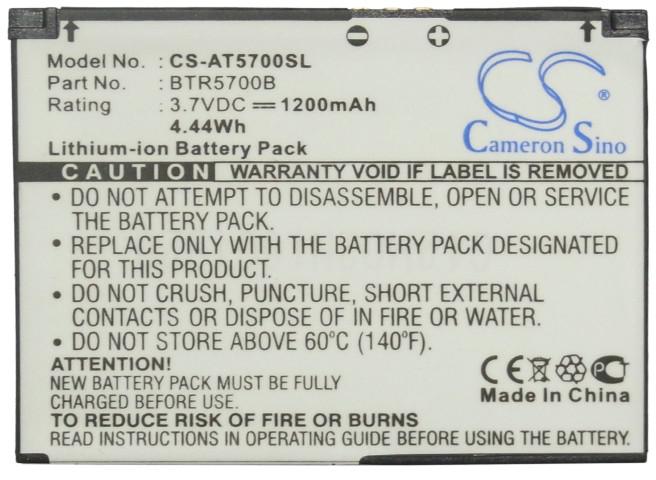 Model No. : CS-AT5700SL
Part No. : BTR5700B
Rating : 3.7VDC ⎓ 1200mAh
4.44Wh
Lithium-ion Battery Pack
CS®
Cameron Sino
CAUTION WARRANTY VOID IF LABEL IS REMOVED
• DO NOT ATTEMPT TO DISASSEMBLE, OPEN OR SERVICE
THE BATTERY PACK.
• REPLACE ONLY WITH THE BATTERY PACK DESIGNATED
FOR THIS PRODUCT.
• DO NOT CRUSH, PUNCTURE, SHORT EXTERNAL
CONTACTS OR DISPOSE OF IN FIRE OR WATER.
• DO NOT STORE ABOVE 60°C (140°F).
ATTENTION!
NEW BATTERY PACK MUST BE FULLY
CHARGED BEFORE USE.
CE
Made In China
TO REDUCE RISK OF FIRE OR BURNS
READ INSTRUCTIONS IN OPERATING GUIDE BEFORE USING THE BATTERY.